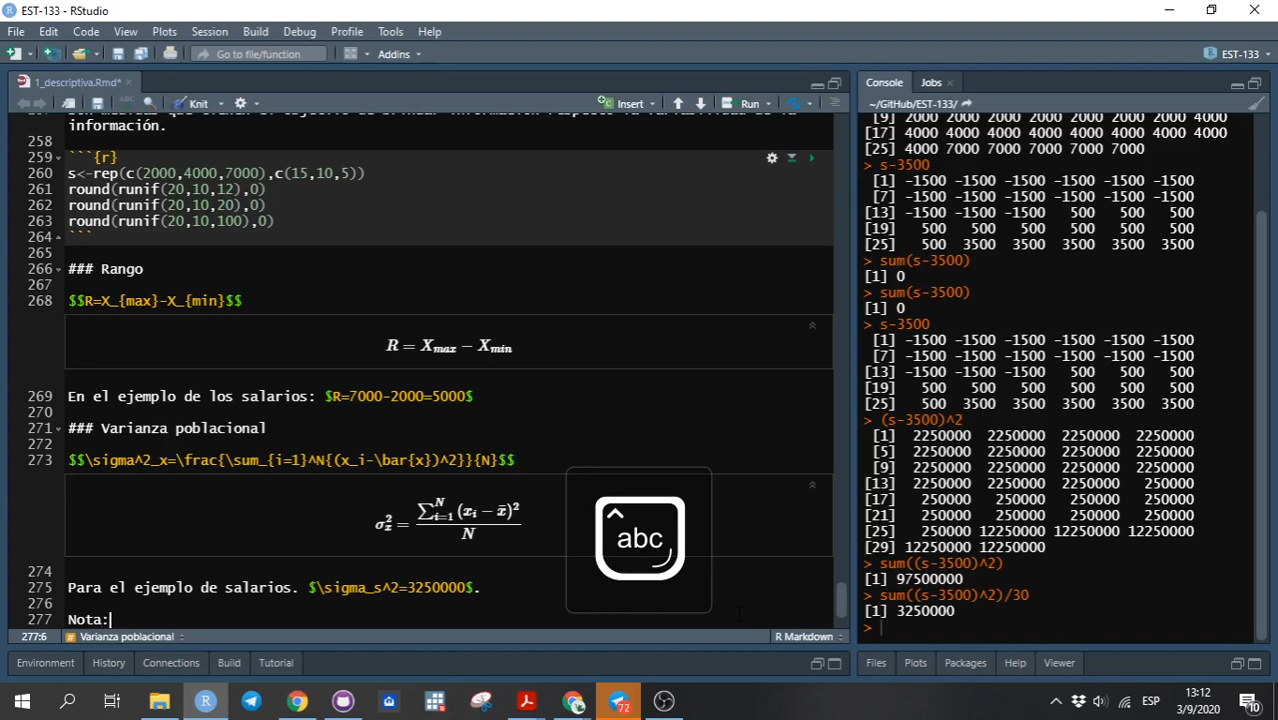 EST-133 - RStudio
File Edit Code View Plots Session Build Debug Profile Tools Help
Go to file/function Addins EST-133
1_descriptiva.Rmd*
ABC Knit Insert Run
información.
258
259 ```{r}
260 s<-rep(c(2000,4000,7000),c(15,10,5))
261 round(runif(20,10,12),0)
262 round(runif(20,10,20),0)
263 round(runif(20,10,100),0)
264 ```
265
266 ### Rango
267
268 $$R=X_{max}-X_{min}$$
R = Xmax − Xmin
269 En el ejemplo de los salarios: $R=7000-2000=5000$
270
271 ### Varianza poblacional
272
273 $$\sigma^2_x=\frac{\sum_{i=1}^N{(x_i-\bar{x})^2}}{N}$$
σ²ₓ = ∑ᴺᵢ₌₁ (xᵢ − x̄)² / N
274
275 Para el ejemplo de salarios. $\sigma_s^2=3250000$.
276
277 Nota:
abc
277:6 Varianza poblacional R Markdown
Console Jobs
~/GitHub/EST-133/
[9] 2000 2000 2000 2000 2000 2000 2000 4000
[17] 4000 4000 4000 4000 4000 4000 4000 4000
[25] 4000 7000 7000 7000 7000 7000
> s-3500
[1] -1500 -1500 -1500 -1500 -1500 -1500
[7] -1500 -1500 -1500 -1500 -1500 -1500
[13] -1500 -1500 -1500 500 500 500
[19] 500 500 500 500 500 500
[25] 500 3500 3500 3500 3500 3500
> sum(s-3500)
[1] 0
> sum(s-3500)
[1] 0
> s-3500
[1] -1500 -1500 -1500 -1500 -1500 -1500
[7] -1500 -1500 -1500 -1500 -1500 -1500
[13] -1500 -1500 -1500 500 500 500
[19] 500 500 500 500 500 500
[25] 500 3500 3500 3500 3500 3500
> (s-3500)^2
[1] 2250000 2250000 2250000 2250000
[5] 2250000 2250000 2250000 2250000
[9] 2250000 2250000 2250000 2250000
[13] 2250000 2250000 2250000 250000
[17] 250000 250000 250000 250000
[21] 250000 250000 250000 250000
[25] 250000 12250000 12250000 12250000
[29] 12250000 12250000
> sum((s-3500)^2)
[1] 97500000
> sum((s-3500)^2)/30
[1] 3250000
>
Environment History Connections Build Tutorial
Files Plots Packages Help Viewer
72
ESP
13:12
3/9/2020
10